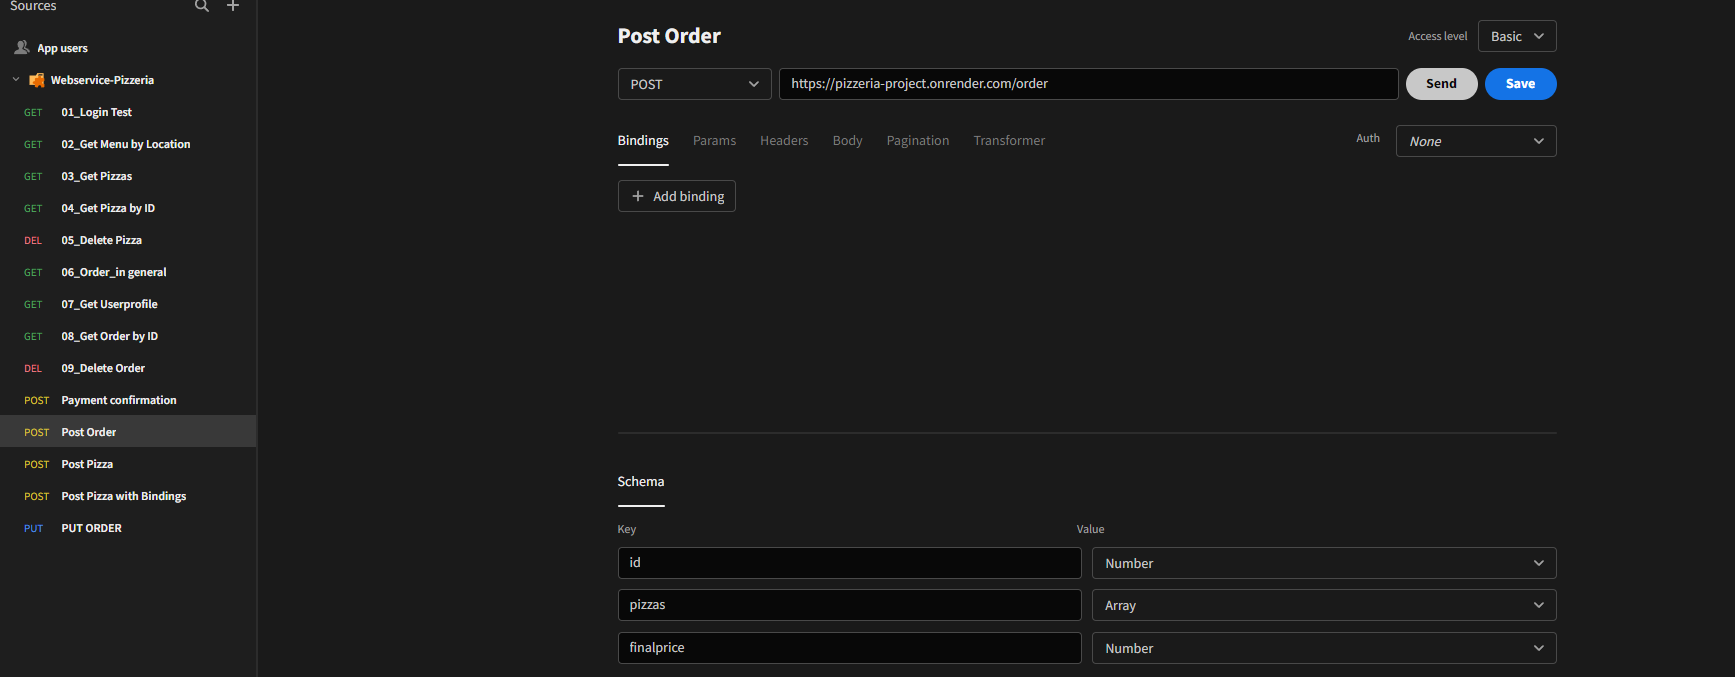 Sources
App users
Webservice-Pizzeria
GET 01_Login Test
GET 02_Get Menu by Location
GET 03_Get Pizzas
GET 04_Get Pizza by ID
DEL 05_Delete Pizza
GET 06_Order_in general
GET 07_Get Userprofile
GET 08_Get Order by ID
DEL 09_Delete Order
POST Payment confirmation
POST Post Order
POST Post Pizza
POST Post Pizza with Bindings
PUT PUT ORDER
Post Order
Access level Basic
POST https://pizzeria-project.onrender.com/order Send Save
Bindings Params Headers Body Pagination Transformer Auth None
Add binding
Schema
Key Value
id Number
pizzas Array
finalprice Number